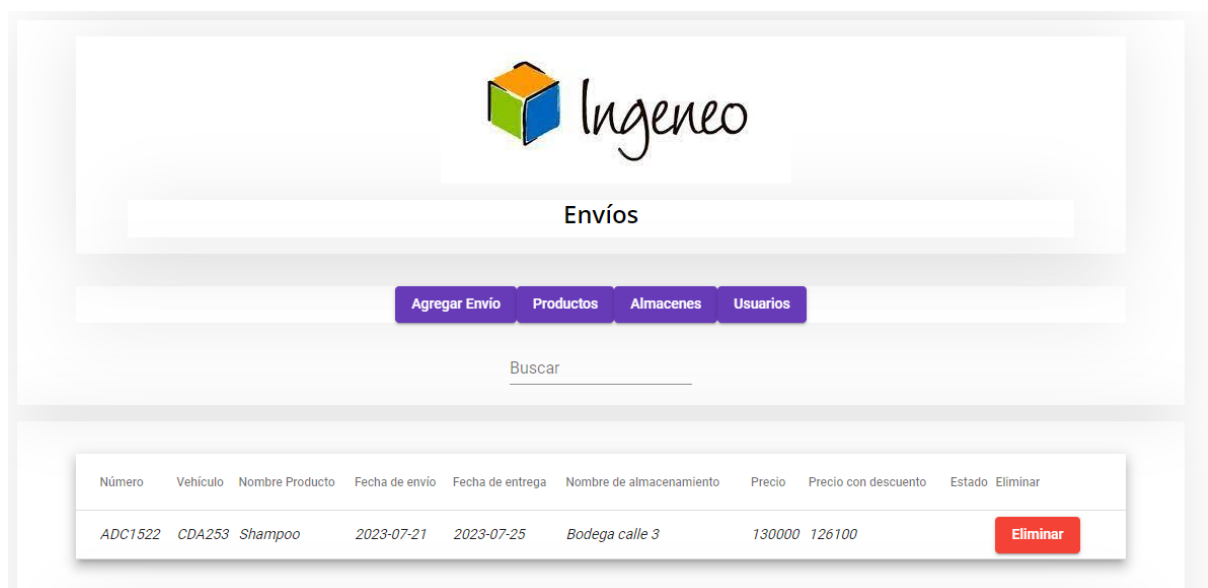 Ingeneo
Envíos
Agregar Envío Productos Almacenes Usuarios
Buscar
Número Vehículo Nombre Producto Fecha de envío Fecha de entrega Nombre de almacenamiento Precio Precio con descuento Estado Eliminar
ADC1522 CDA253 Shampoo 2023-07-21 2023-07-25 Bodega calle 3 130000 126100 Eliminar